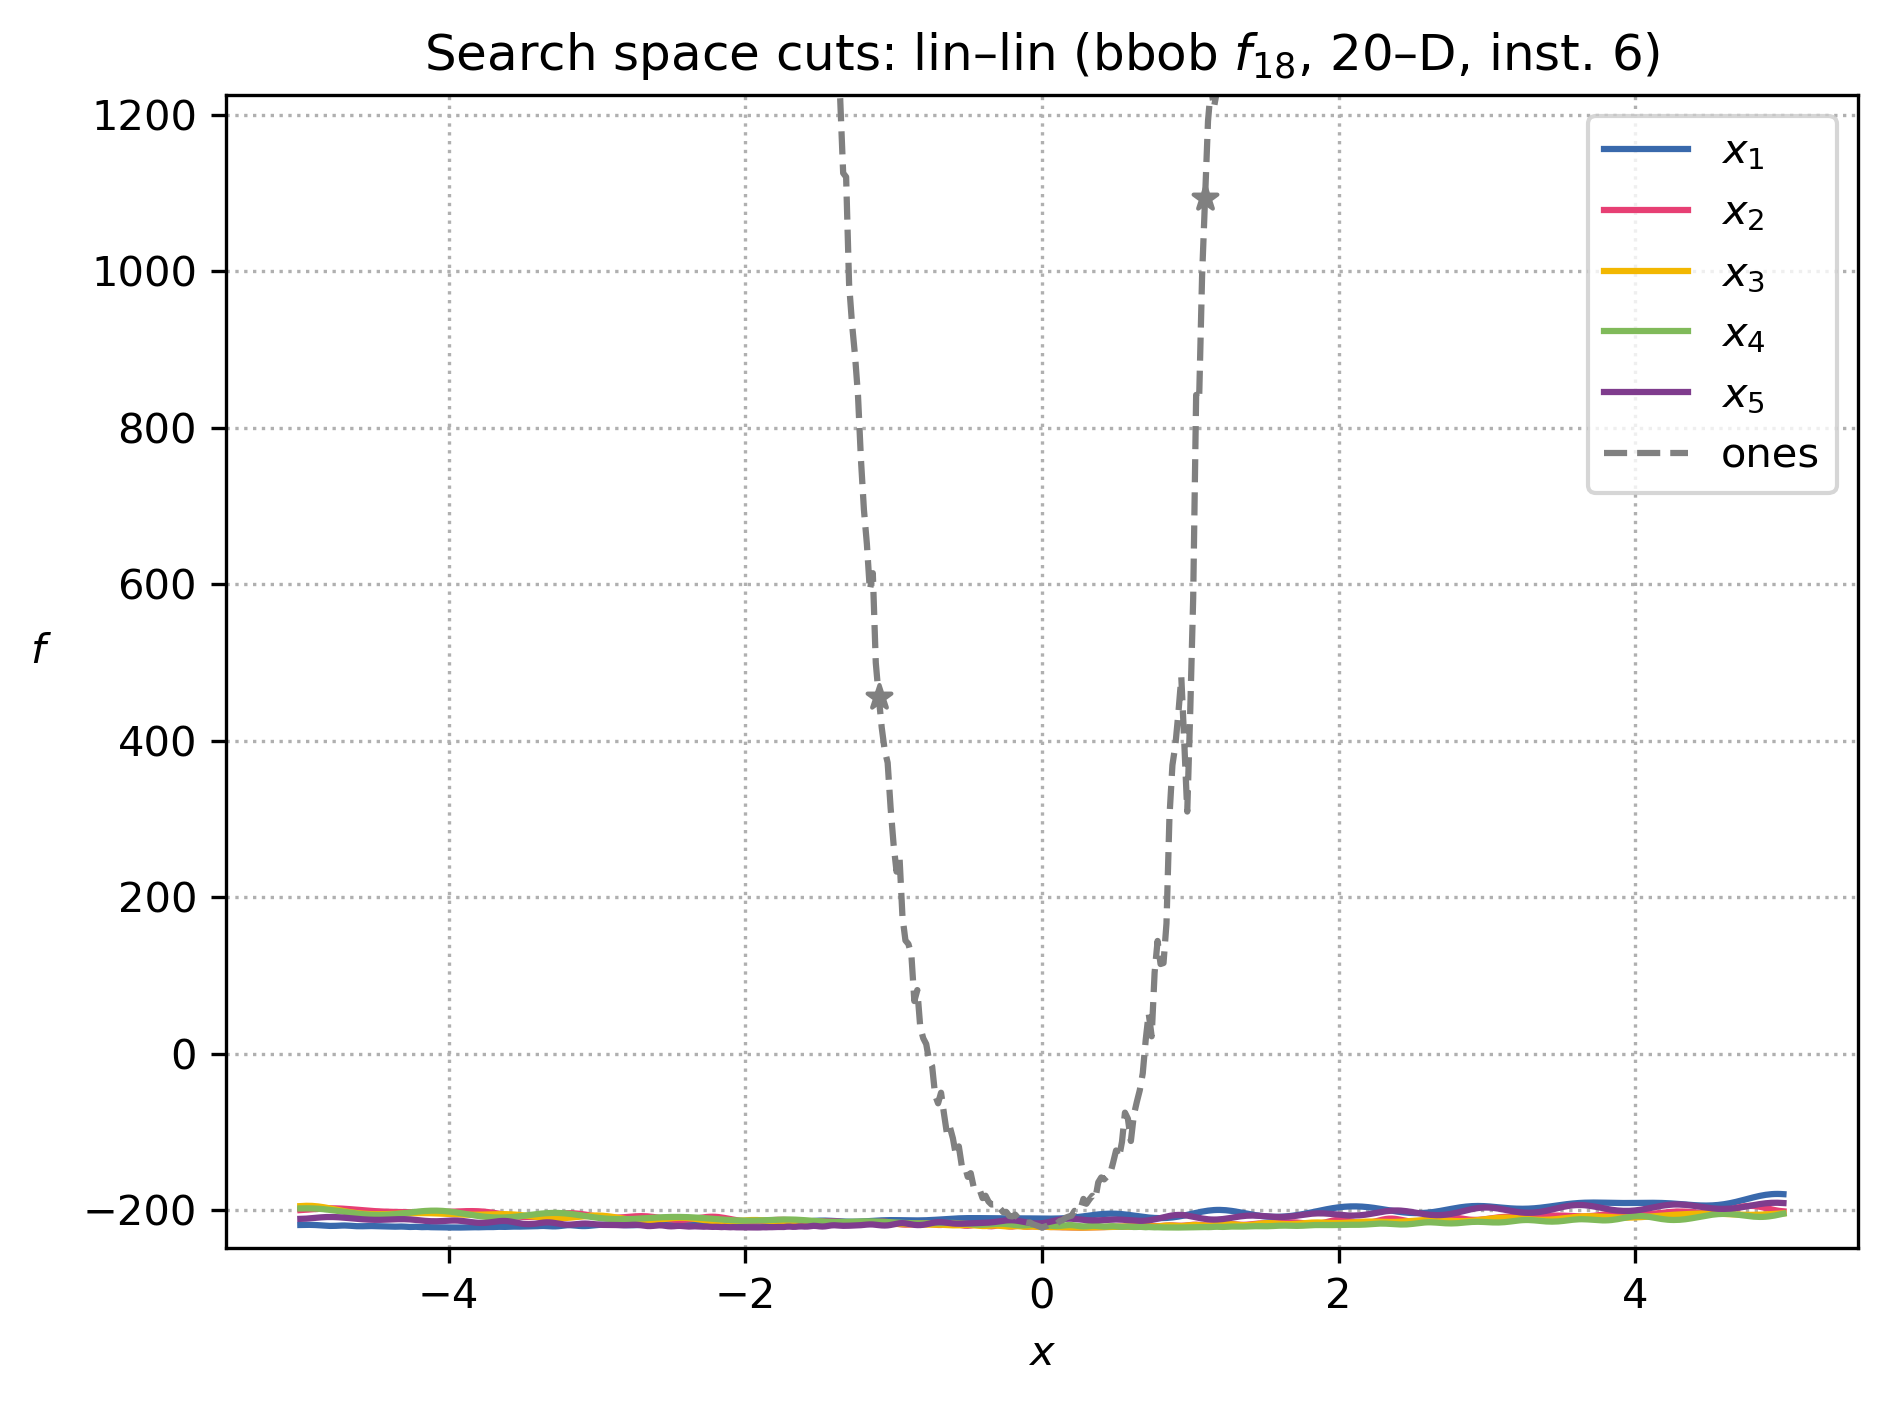 Search space cuts: lin–lin (bbob f18, 20–D, inst. 6)
1200
1000
800
600
400
200
0
−200
f
−4
−2
0
2
4
x
x1
x2
x3
x4
x5
ones